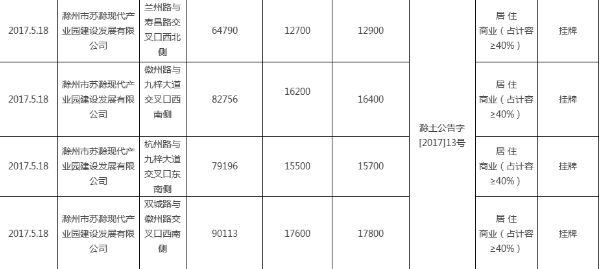 2017.5.18
滁州市苏滁现代产
业园建设发展有限
公司
兰州路与
寿昌路交
叉口西北
侧
64790
12700
12900
居 住
商业（占计容
≥40%）
挂牌
2017.5.18
滁州市苏滁现代产
业园建设发展有限
公司
徽州路与
九梓大道
交叉口西
南侧
82756
16200
16400
居 住
商业（占计容
≥40%）
挂牌
滁土公告字
[2017]13号
2017.5.18
滁州市苏滁现代产
业园建设发展有限
公司
杭州路与
九梓大道
交叉口东
南侧
79196
15500
15700
居 住
商业（占计容
≥40%）
挂牌
2017.5.18
滁州市苏滁现代产
业园建设发展有限
公司
双城路与
徽州路交
叉口西南
侧
90113
17600
17800
居 住
商业（占计容
≥40%）
挂牌